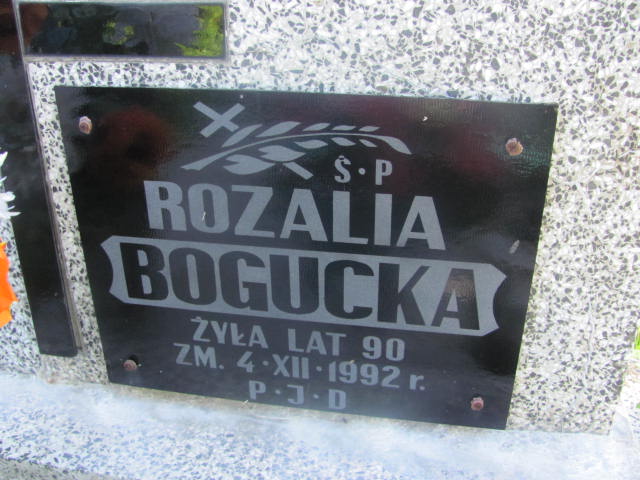 Ś·P
ROZALIA
BOGUCKA
ŻYŁA LAT 90
ZM. 4·XII·1992 r.
P·J·D